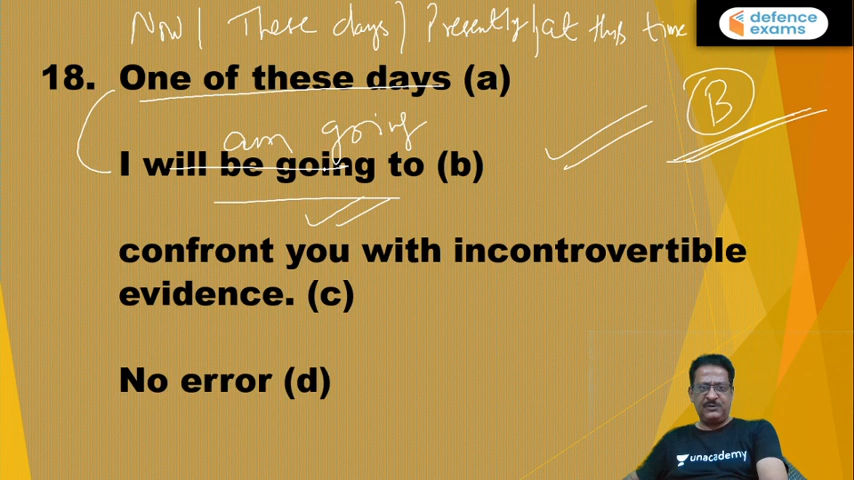 Now / These days / Presently / at this time
defence
exams
18. One of these days (a)
B
am going
I will be going to (b)
confront you with incontrovertible
evidence. (c)
No error (d)
unacademy